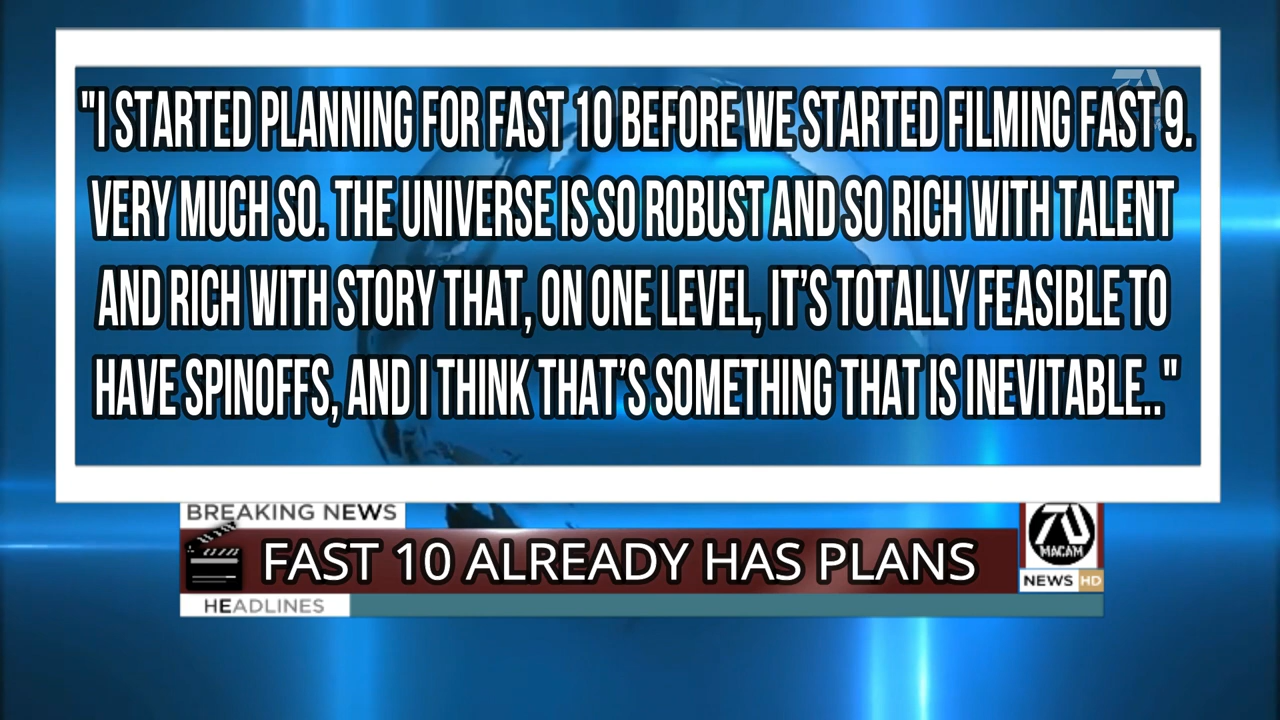 "I STARTED PLANNING FOR FAST 10 BEFORE WE STARTED FILMING FAST 9.
VERY MUCH SO. THE UNIVERSE IS SO ROBUST AND SO RICH WITH TALENT
AND RICH WITH STORY THAT, ON ONE LEVEL, IT’S TOTALLY FEASIBLE TO
HAVE SPINOFFS, AND I THINK THAT’S SOMETHING THAT IS INEVITABLE.."
BREAKING NEWS
FAST 10 ALREADY HAS PLANS
MACAM
NEWS HD
HEADLINES